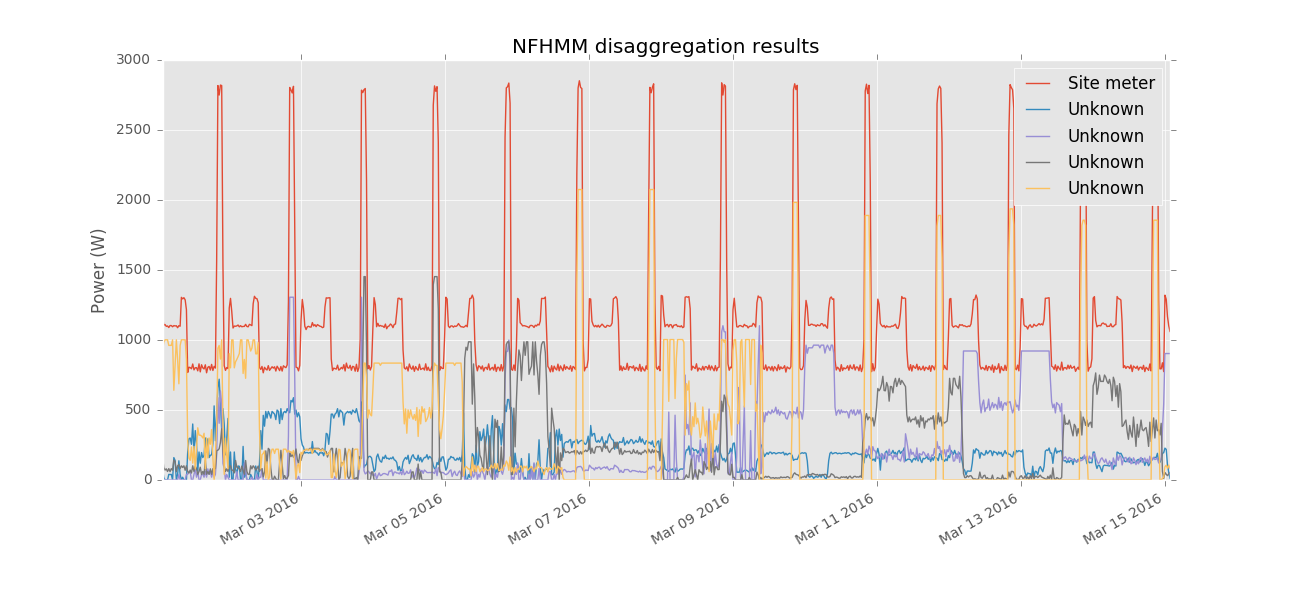 NFHMM disaggregation results
3000
2500
2000
1500
1000
500
0
Power (W)
Site meter
Unknown
Unknown
Unknown
Unknown
Mar 03 2016
Mar 05 2016
Mar 07 2016
Mar 09 2016
Mar 11 2016
Mar 13 2016
Mar 15 2016